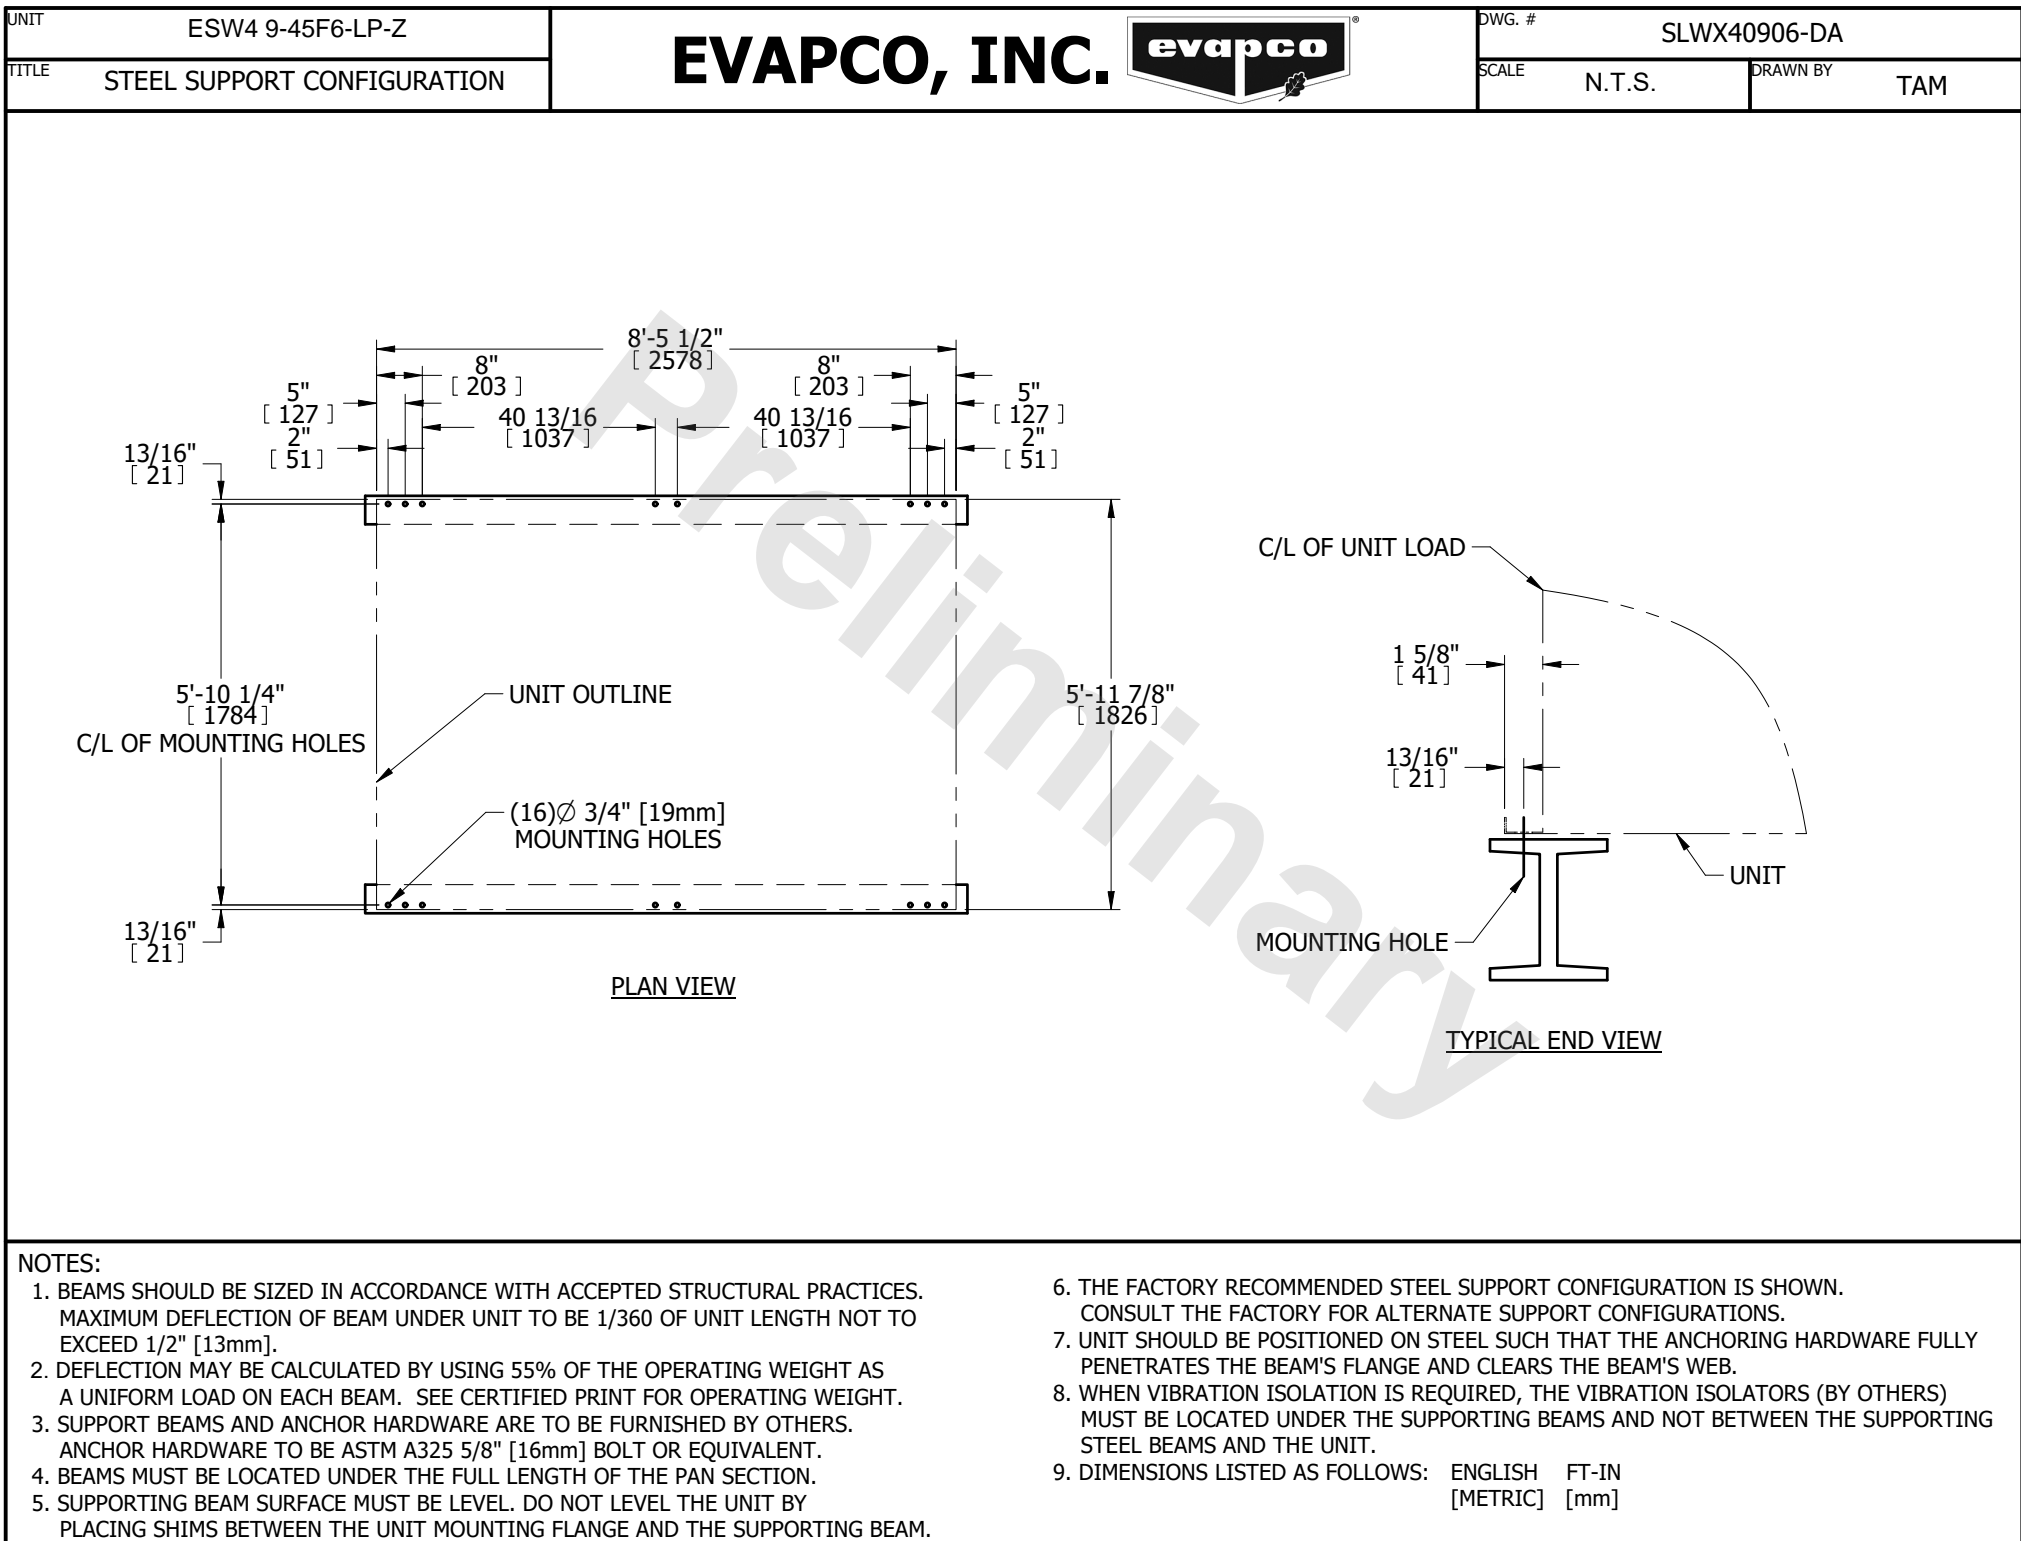 UNIT
ESW4 9-45F6-LP-Z
TITLE
STEEL SUPPORT CONFIGURATION
EVAPCO, INC.
evapco
®
DWG. #
SLWX40906-DA
SCALE
N.T.S.
DRAWN BY
TAM
8'-5 1/2"
[ 2578]
8"
[ 203 ]
8"
[ 203 ]
5"
[ 127 ]
5"
[ 127 ]
40 13/16
[ 1037 ]
40 13/16
[ 1037 ]
2"
[ 51]
2"
[ 51]
13/16"
[ 21]
5'-10 1/4"
[ 1784]
C/L OF MOUNTING HOLES
UNIT OUTLINE
5'-11 7/8"
[ 1826]
(16)∅ 3/4" [19mm]
MOUNTING HOLES
13/16"
[ 21]
PLAN VIEW
C/L OF UNIT LOAD
1 5/8"
[ 41]
13/16"
[ 21]
UNIT
MOUNTING HOLE
TYPICAL END VIEW
Preliminary
NOTES:
1. BEAMS SHOULD BE SIZED IN ACCORDANCE WITH ACCEPTED STRUCTURAL PRACTICES.
MAXIMUM DEFLECTION OF BEAM UNDER UNIT TO BE 1/360 OF UNIT LENGTH NOT TO
EXCEED 1/2" [13mm].
2. DEFLECTION MAY BE CALCULATED BY USING 55% OF THE OPERATING WEIGHT AS
A UNIFORM LOAD ON EACH BEAM. SEE CERTIFIED PRINT FOR OPERATING WEIGHT.
3. SUPPORT BEAMS AND ANCHOR HARDWARE ARE TO BE FURNISHED BY OTHERS.
ANCHOR HARDWARE TO BE ASTM A325 5/8" [16mm] BOLT OR EQUIVALENT.
4. BEAMS MUST BE LOCATED UNDER THE FULL LENGTH OF THE PAN SECTION.
5. SUPPORTING BEAM SURFACE MUST BE LEVEL. DO NOT LEVEL THE UNIT BY
PLACING SHIMS BETWEEN THE UNIT MOUNTING FLANGE AND THE SUPPORTING BEAM.
6. THE FACTORY RECOMMENDED STEEL SUPPORT CONFIGURATION IS SHOWN.
CONSULT THE FACTORY FOR ALTERNATE SUPPORT CONFIGURATIONS.
7. UNIT SHOULD BE POSITIONED ON STEEL SUCH THAT THE ANCHORING HARDWARE FULLY
PENETRATES THE BEAM'S FLANGE AND CLEARS THE BEAM'S WEB.
8. WHEN VIBRATION ISOLATION IS REQUIRED, THE VIBRATION ISOLATORS (BY OTHERS)
MUST BE LOCATED UNDER THE SUPPORTING BEAMS AND NOT BETWEEN THE SUPPORTING
STEEL BEAMS AND THE UNIT.
9. DIMENSIONS LISTED AS FOLLOWS: ENGLISH FT-IN
[METRIC] [mm]